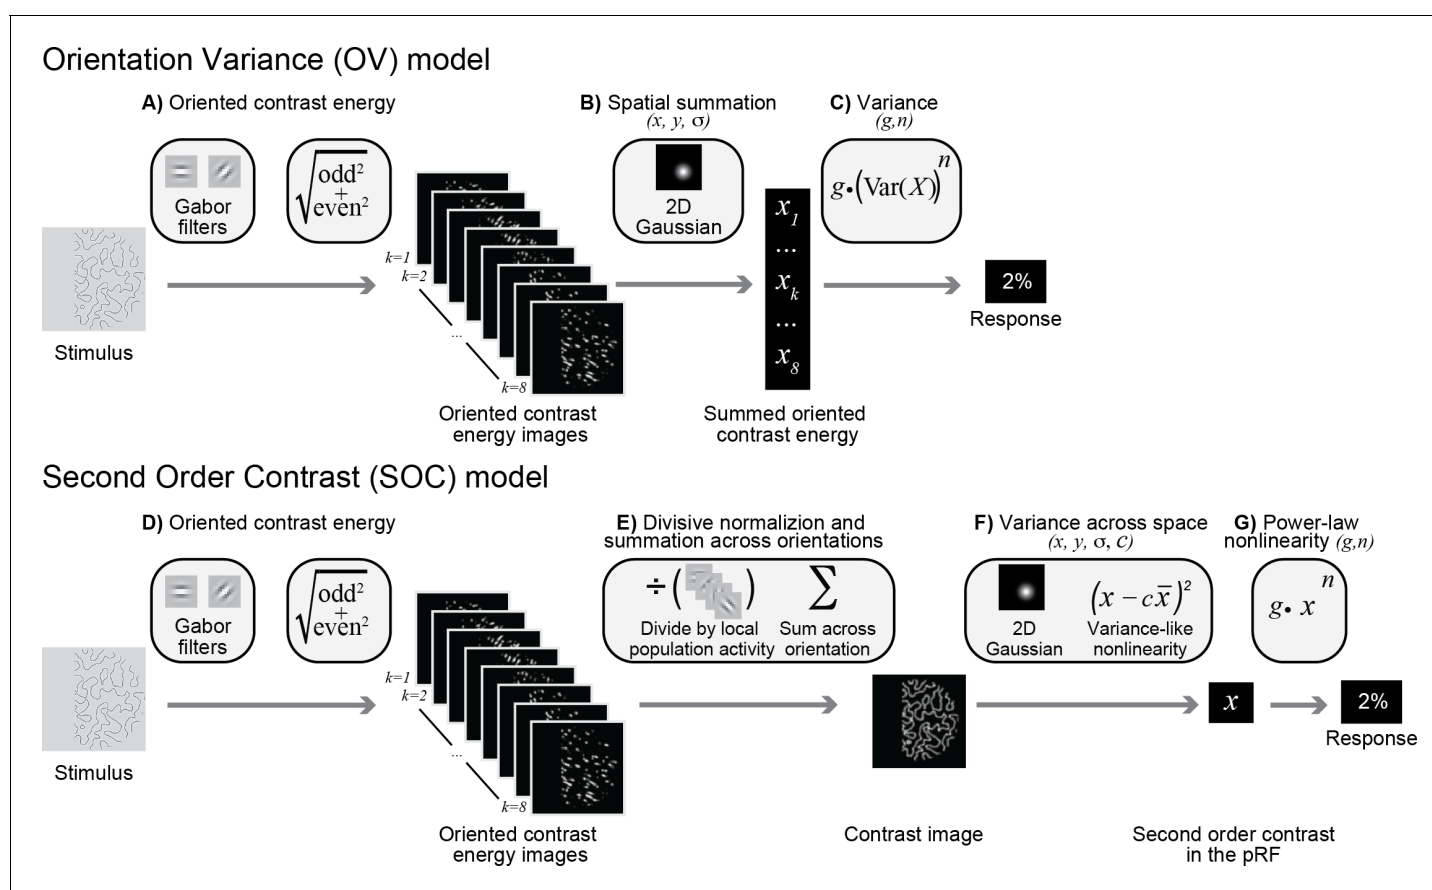 Orientation Variance (OV) model
A) Oriented contrast energy
B) Spatial summation
(x, y, σ)
C) Variance
(g,n)
Gabor
filters
√odd²
+
even²
2D
Gaussian
g•(Var(X))ⁿ
k=1
k=2
...
k=8
x₁
...
xₖ
...
x₈
2%
Response
Stimulus
Oriented contrast
energy images
Summed oriented
contrast energy
Second Order Contrast (SOC) model
D) Oriented contrast energy
E) Divisive normalizion and
summation across orientations
F) Variance across space
(x, y, σ, c)
G) Power-law
nonlinearity (g,n)
Gabor
filters
√odd²
+
even²
÷ ( )
Divide by local
population activity
∑
Sum across
orientation
2D
Gaussian
(x – cx̅)²
Variance-like
nonlinearity
g• xⁿ
k=1
k=2
...
k=8
x
2%
Response
Stimulus
Oriented contrast
energy images
Contrast image
Second order contrast
in the pRF